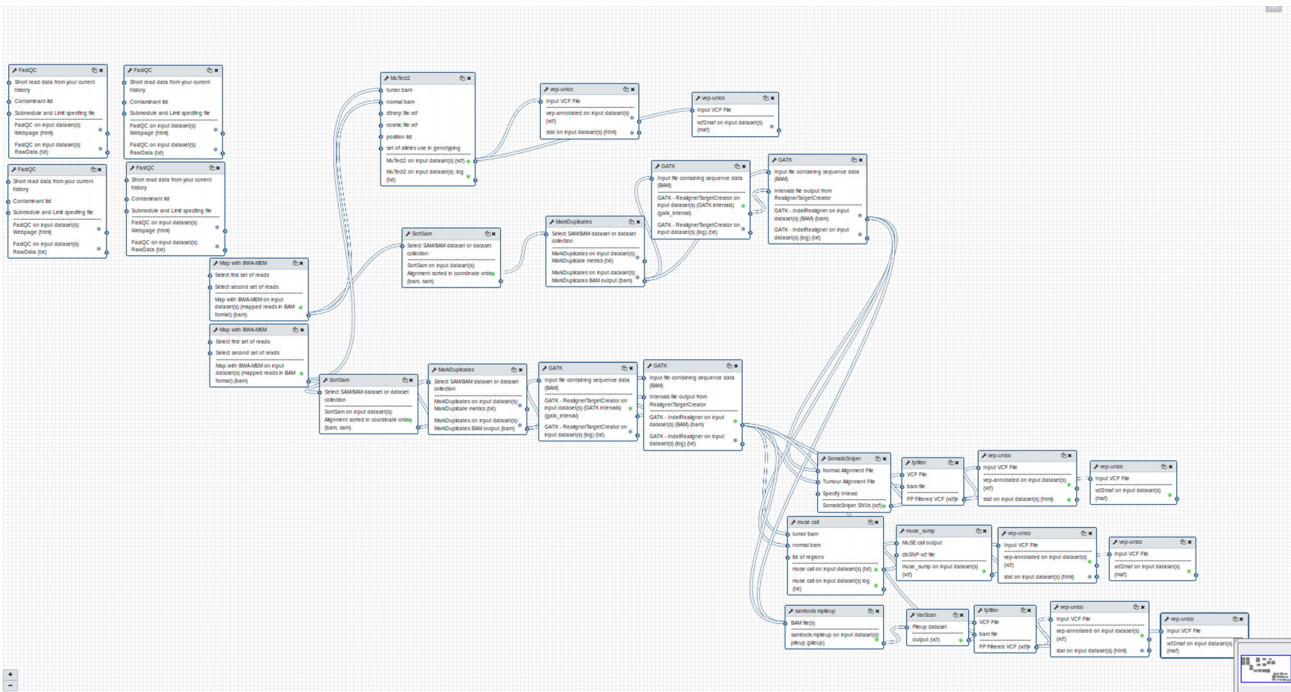 FastQC
Short read data from your current
history
Contaminant list
Submodule and Limit specifing file
FastQC on input dataset(s):
Webpage (html)
FastQC on input dataset(s):
RawData (txt)
FastQC
Short read data from your current
history
Contaminant list
Submodule and Limit specifing file
FastQC on input dataset(s):
Webpage (html)
FastQC on input dataset(s):
RawData (txt)
FastQC
Short read data from your current
history
Contaminant list
Submodule and Limit specifing file
FastQC on input dataset(s):
Webpage (html)
FastQC on input dataset(s):
RawData (txt)
FastQC
Short read data from your current
history
Contaminant list
Submodule and Limit specifing file
FastQC on input dataset(s):
Webpage (html)
FastQC on input dataset(s):
RawData (txt)
MuTect2
tumor bam
normal bam
dbsnp file.vcf
cosmic file.vcf
position list
set of alleles use in genotyping
MuTect2 on input dataset(s) (vcf)
MuTect2 on input dataset(s): log
(txt)
vep-unico
Input VCF File
vep-annotated on input dataset(s)
(vcf)
stat on input dataset(s) (html)
vep-unico
Input VCF File
vcf2maf on input dataset(s)
(maf)
Map with BWA-MEM
Select first set of reads
Select second set of reads
Map with BWA-MEM on input
dataset(s) (mapped reads in BAM
format) (bam)
SortSam
Select SAM/BAM dataset or dataset
collection
SortSam on input dataset(s):
Alignment sorted in coordinate order
(bam, sam)
MarkDuplicates
Select SAM/BAM dataset or dataset
collection
MarkDuplicates on input dataset(s):
MarkDuplicate metrics (txt)
MarkDuplicates on input dataset(s):
MarkDuplicates BAM output (bam)
GATK
Input file containing sequence data
(BAM)
GATK - RealignerTargetCreator on
input dataset(s) (GATK intervals)
(gatk_interval)
GATK - RealignerTargetCreator on
input dataset(s) (log) (txt)
GATK
Input file containing sequence data
(BAM)
Intervals file output from
RealignerTargetCreator
GATK - IndelRealigner on input
dataset(s) (BAM) (bam)
GATK - IndelRealigner on input
dataset(s) (log) (txt)
Map with BWA-MEM
Select first set of reads
Select second set of reads
Map with BWA-MEM on input
dataset(s) (mapped reads in BAM
format) (bam)
SortSam
Select SAM/BAM dataset or dataset
collection
SortSam on input dataset(s):
Alignment sorted in coordinate order
(bam, sam)
MarkDuplicates
Select SAM/BAM dataset or dataset
collection
MarkDuplicates on input dataset(s):
MarkDuplicate metrics (txt)
MarkDuplicates on input dataset(s):
MarkDuplicates BAM output (bam)
GATK
Input file containing sequence data
(BAM)
GATK - RealignerTargetCreator on
input dataset(s) (GATK intervals)
(gatk_interval)
GATK - RealignerTargetCreator on
input dataset(s) (log) (txt)
GATK
Input file containing sequence data
(BAM)
Intervals file output from
RealignerTargetCreator
GATK - IndelRealigner on input
dataset(s) (BAM) (bam)
GATK - IndelRealigner on input
dataset(s) (log) (txt)
SomaticSniper
Normal Alignment File
Tumour Alignment File
Specify Interval
SomaticSniper SNVs (vcf)
fpfilter
VCF File
bam file
FP Filtered VCF (vcf)
vep-unico
Input VCF File
vep-annotated on input dataset(s)
(vcf)
stat on input dataset(s) (html)
vep-unico
Input VCF File
vcf2maf on input dataset(s)
(maf)
muse call
tumor bam
normal bam
list of regions
muse call on input dataset(s) (txt)
muse call on input dataset(s) log
(txt)
muse_sump
MuSE call output
dbSNP vcf file
muse_sump on input dataset(s)
(vcf)
vep-unico
Input VCF File
vep-annotated on input dataset(s)
(vcf)
stat on input dataset(s) (html)
vep-unico
Input VCF File
vcf2maf on input dataset(s)
(maf)
samtools mpileup
BAM file(s)
samtools mpileup on input dataset(s)
pileup (pileup)
VarScan
Pileup dataset
output (vcf)
fpfilter
VCF File
bam file
FP Filtered VCF (vcf)
vep-unico
Input VCF File
vep-annotated on input dataset(s)
(vcf)
stat on input dataset(s) (html)
vep-unico
Input VCF File
vcf2maf on input dataset(s)
(maf)